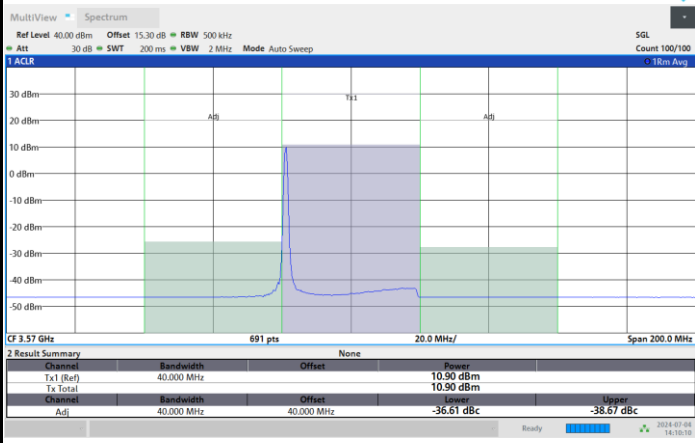 MultiView Spectrum
Ref Level 40.00 dBm Offset 15.30 dB RBW 500 kHz SGL
Att 30 dB SWT 200 ms VBW 2 MHz Mode Auto Sweep Count 100/100
1 ACLR 1Rm Avg
30 dBm
Tx1
20 dBm
Adj Adj
10 dBm
0 dBm
-10 dBm
-20 dBm
-30 dBm
-40 dBm
-50 dBm
CF 3.57 GHz 691 pts 20.0 MHz/ Span 200.0 MHz
2 Result Summary None
Channel Bandwidth Offset Power
Tx1 (Ref) 40.000 MHz 10.90 dBm
Tx Total 10.90 dBm
Channel Bandwidth Offset Lower Upper
Adj 40.000 MHz 40.000 MHz -36.61 dBc -38.67 dBc
Ready 2024-07-08
14:10:10